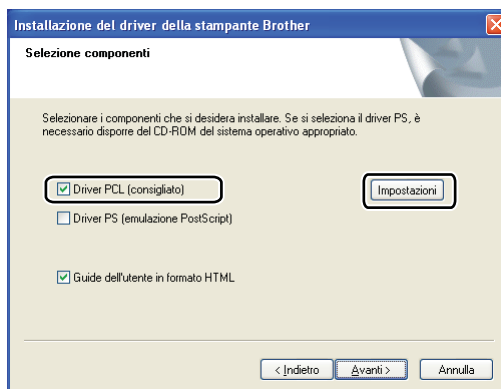 Installazione del driver della stampante Brother
Selezione componenti
Selezionare i componenti che si desidera installare. Se si seleziona il driver PS, è
necessario disporre del CD-ROM del sistema operativo appropriato.
Driver PCL (consigliato)
Impostazioni
Driver PS (emulazione PostScript)
Guide dell'utente in formato HTML
< Indietro
Avanti >
Annulla